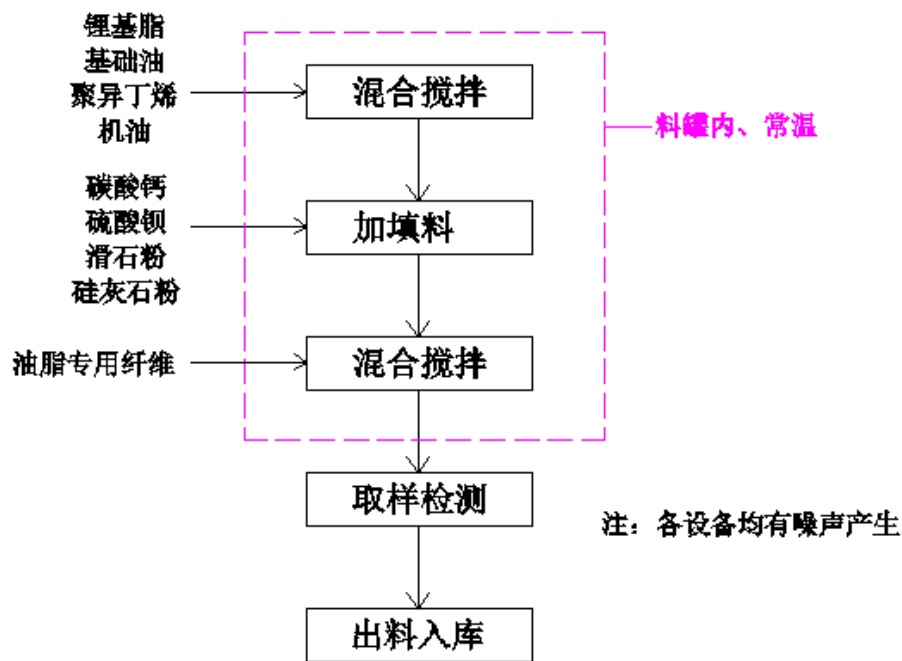 锂基脂
基础油
聚异丁烯
机油
混合搅拌
料罐内、常温
碳酸钙
硫酸钡
滑石粉
硅灰石粉
加填料
油脂专用纤维
混合搅拌
取样检测
注：各设备均有噪声产生
出料入库